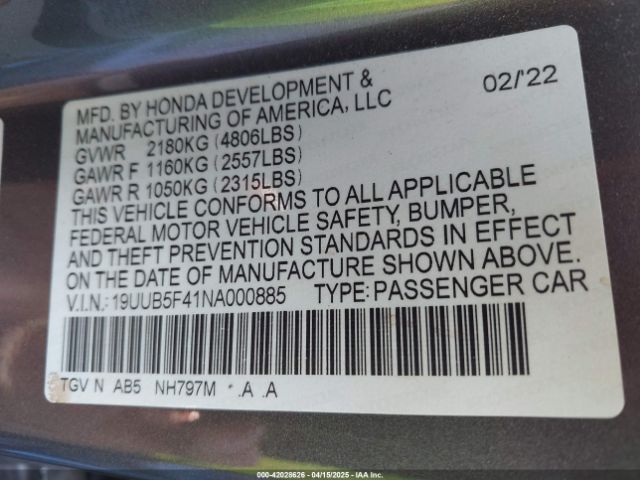 MFD. BY HONDA DEVELOPMENT & 02/'22
MANUFACTURING OF AMERICA, LLC
GVWR 2180KG (4806LBS)
GAWR F 1160KG (2557LBS)
GAWR R 1050KG (2315LBS)
THIS VEHICLE CONFORMS TO ALL APPLICABLE
FEDERAL MOTOR VEHICLE SAFETY, BUMPER,
AND THEFT PREVENTION STANDARDS IN EFFECT
ON THE DATE OF MANUFACTURE SHOWN ABOVE.
V.I.N.: 19UUB5F41NA000885 TYPE: PASSENGER CAR
TGV N AB5 NH797M * .A .A
000-42028626 - 04/15/2025 - IAA Inc.